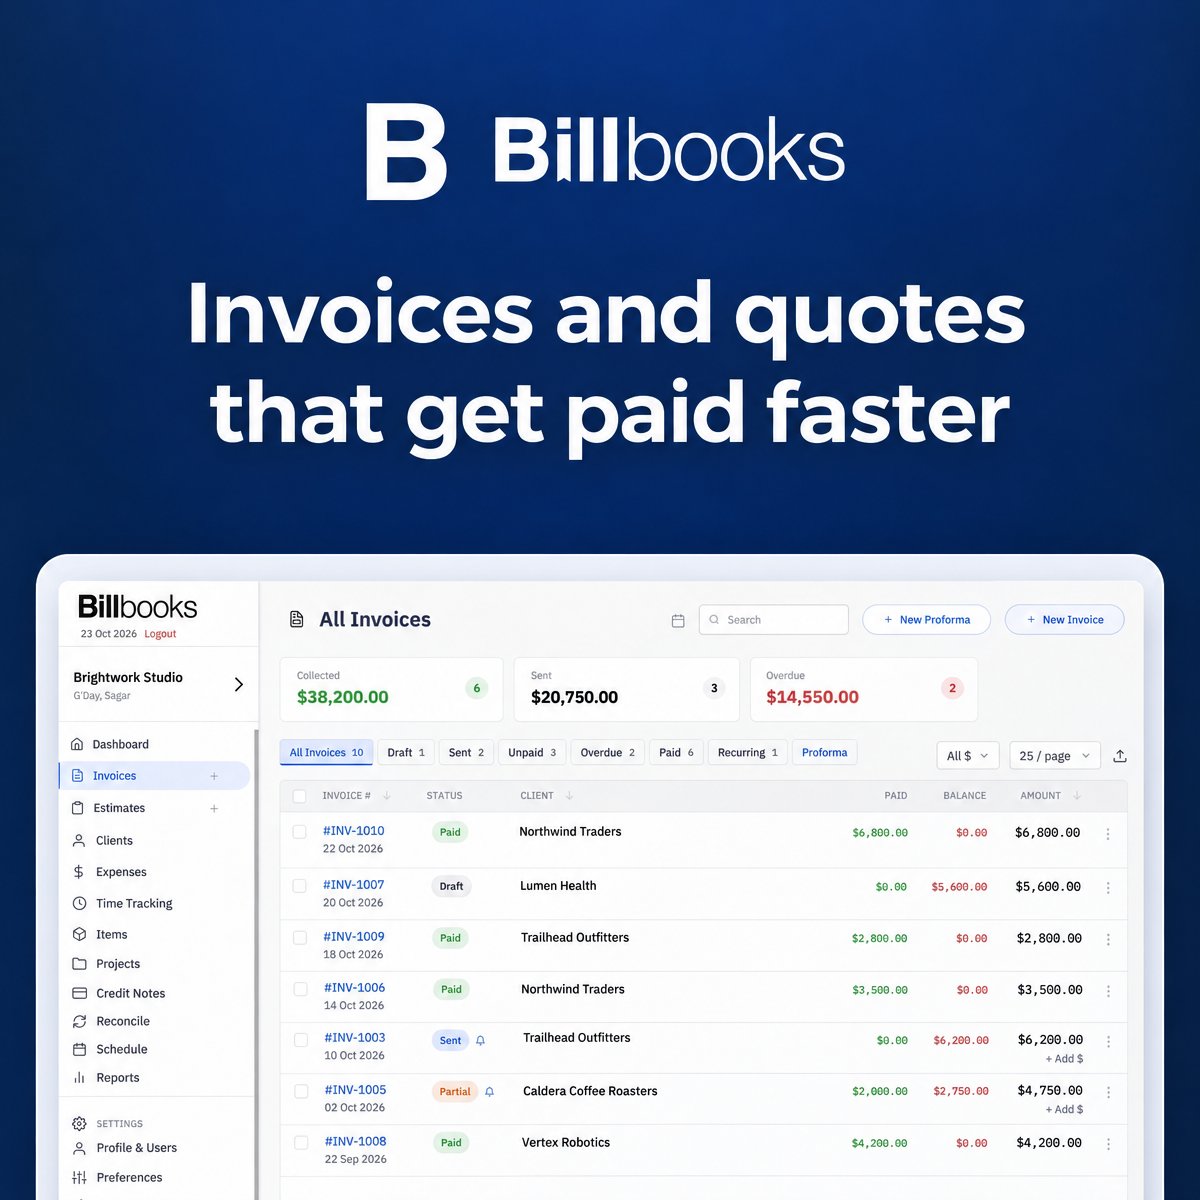 B Billbooks
Invoices and quotes
that get paid faster
Billbooks
23 Oct 2026 Logout
Brightwork Studio
G'Day, Sagar
Dashboard
Invoices +
Estimates +
Clients
Expenses
Time Tracking
Items
Projects
Credit Notes
Reconcile
Schedule
Reports
SETTINGS
Profile & Users
Preferences
All Invoices
Search
+ New Proforma
+ New Invoice
Collected
$38,200.00 6
Sent
$20,750.00 3
Overdue
$14,550.00 2
All Invoices 10 Draft 1 Sent 2 Unpaid 3 Overdue 2 Paid 6 Recurring 1 Proforma
All $ 25 / page
INVOICE # STATUS CLIENT PAID BALANCE AMOUNT
#INV-1010 Paid Northwind Traders $6,800.00 $0.00 $6,800.00
22 Oct 2026
#INV-1007 Draft Lumen Health $0.00 $5,600.00 $5,600.00
20 Oct 2026
#INV-1009 Paid Trailhead Outfitters $2,800.00 $0.00 $2,800.00
18 Oct 2026
#INV-1006 Paid Northwind Traders $3,500.00 $0.00 $3,500.00
14 Oct 2026
#INV-1003 Sent Trailhead Outfitters $0.00 $6,200.00 $6,200.00
10 Oct 2026 + Add $
#INV-1005 Partial Caldera Coffee Roasters $2,000.00 $2,750.00 $4,750.00
02 Oct 2026 + Add $
#INV-1008 Paid Vertex Robotics $4,200.00 $0.00 $4,200.00
22 Sep 2026